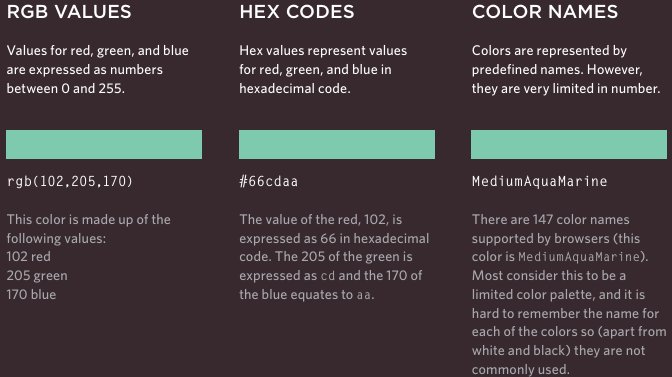 RGB VALUES
Values for red, green, and blue
are expressed as numbers
between 0 and 255.
rgb(102,205,170)
This color is made up of the
following values:
102 red
205 green
170 blue
HEX CODES
Hex values represent values
for red, green, and blue in
hexadecimal code.
#66cdaa
The value of the red, 102, is
expressed as 66 in hexadecimal
code. The 205 of the green is
expressed as cd and the 170 of
the blue equates to aa.
COLOR NAMES
Colors are represented by
predefined names. However,
they are very limited in number.
MediumAquaMarine
There are 147 color names
supported by browsers (this
color is MediumAquaMarine).
Most consider this to be a
limited color palette, and it is
hard to remember the name for
each of the colors so (apart from
white and black) they are not
commonly used.